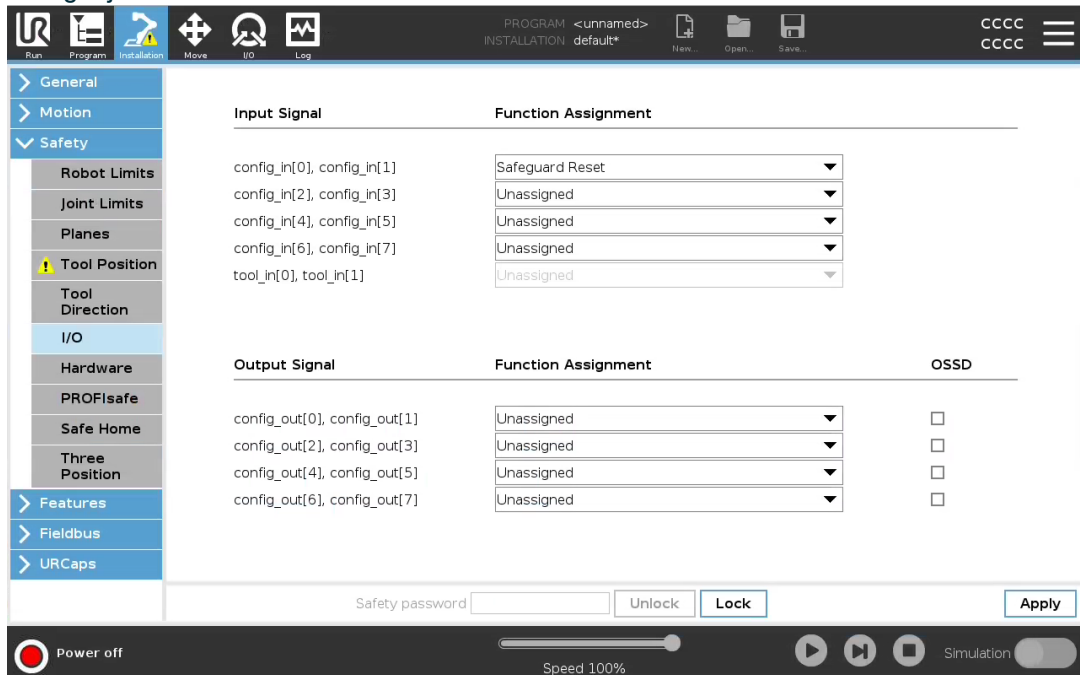 PROGRAM <unnamed>
INSTALLATION default*
Run Program Installation Move I/O Log New... Open... Save...
CCCC
CCCC
General
Motion
Safety
Robot Limits
Joint Limits
Planes
Tool Position
Tool
Direction
I/O
Hardware
PROFIsafe
Safe Home
Three
Position
Features
Fieldbus
URCaps
Input Signal Function Assignment
config_in[0], config_in[1] Safeguard Reset
config_in[2], config_in[3] Unassigned
config_in[4], config_in[5] Unassigned
config_in[6], config_in[7] Unassigned
tool_in[0], tool_in[1] Unassigned
Output Signal Function Assignment OSSD
config_out[0], config_out[1] Unassigned
config_out[2], config_out[3] Unassigned
config_out[4], config_out[5] Unassigned
config_out[6], config_out[7] Unassigned
Safety password Unlock Lock Apply
Power off Speed 100% Simulation